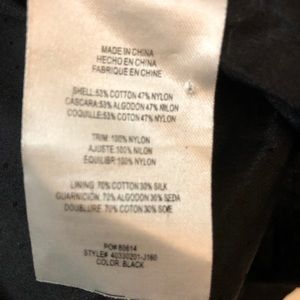 MADE IN CHINA
HECHO EN CHINA
FABRIQUE EN CHINE
SHELL: 53% COTTON 47% NYLON
CASCARA: 53% ALGODON 47% NYLON
COQUILLE: 53% COTON 47% NYLON
TRIM: 100% NYLON
AJUSTE: 100% NILON
EQUILIBR: 100% NYLON
LINING: 70% COTTON 30% SILK
GUARNICION: 70% ALGODON 30% SEDA
DOUBLURE: 70% COTON 30% SOIE
PO# 80614
STYLE# 40330201-J160
COLOR: BLACK